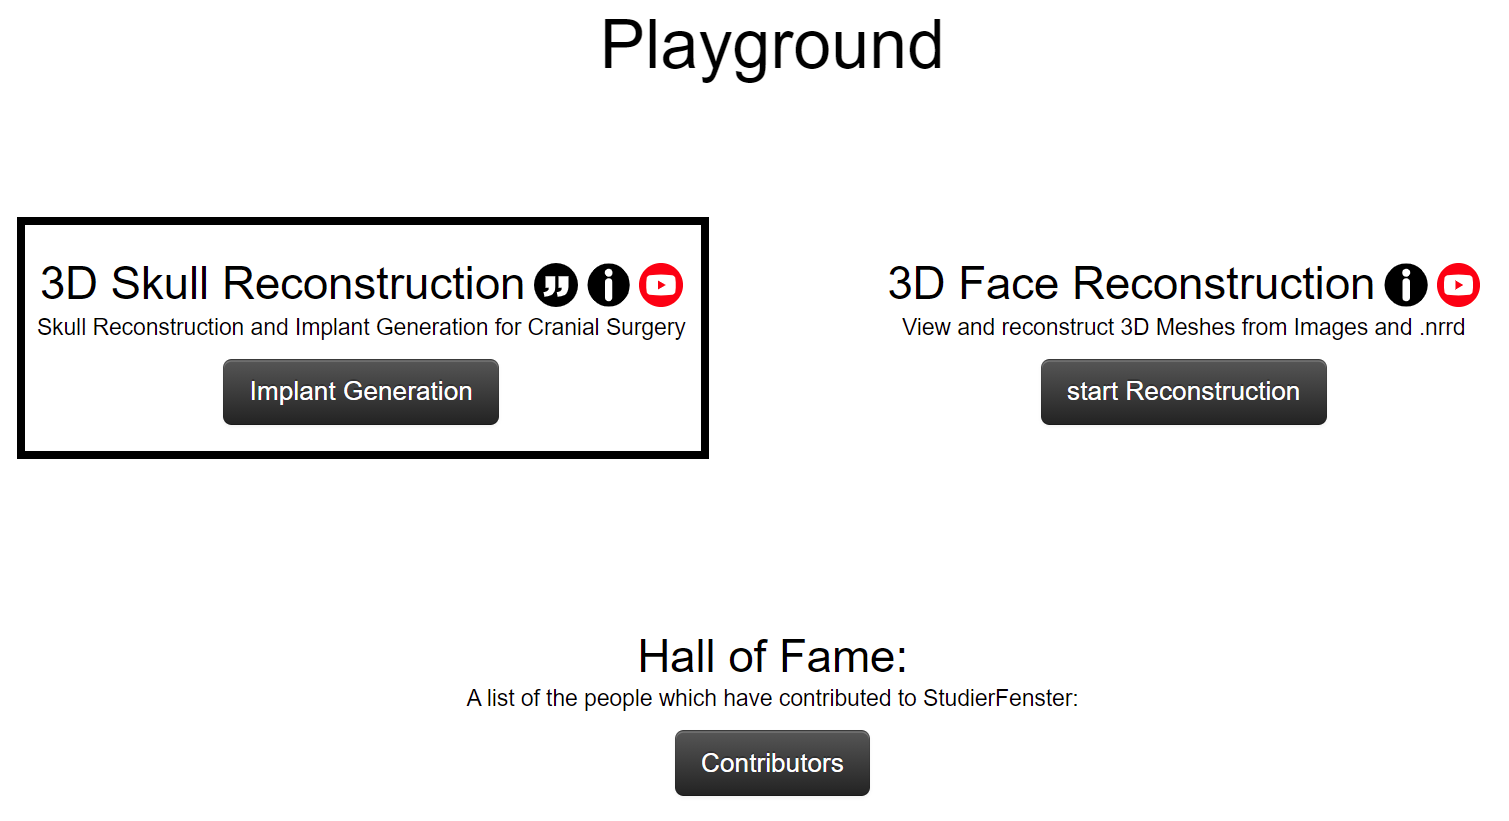 Playground
3D Skull Reconstruction
Skull Reconstruction and Implant Generation for Cranial Surgery
Implant Generation
3D Face Reconstruction
View and reconstruct 3D Meshes from Images and .nrrd
start Reconstruction
Hall of Fame:
A list of the people which have contributed to StudierFenster:
Contributors